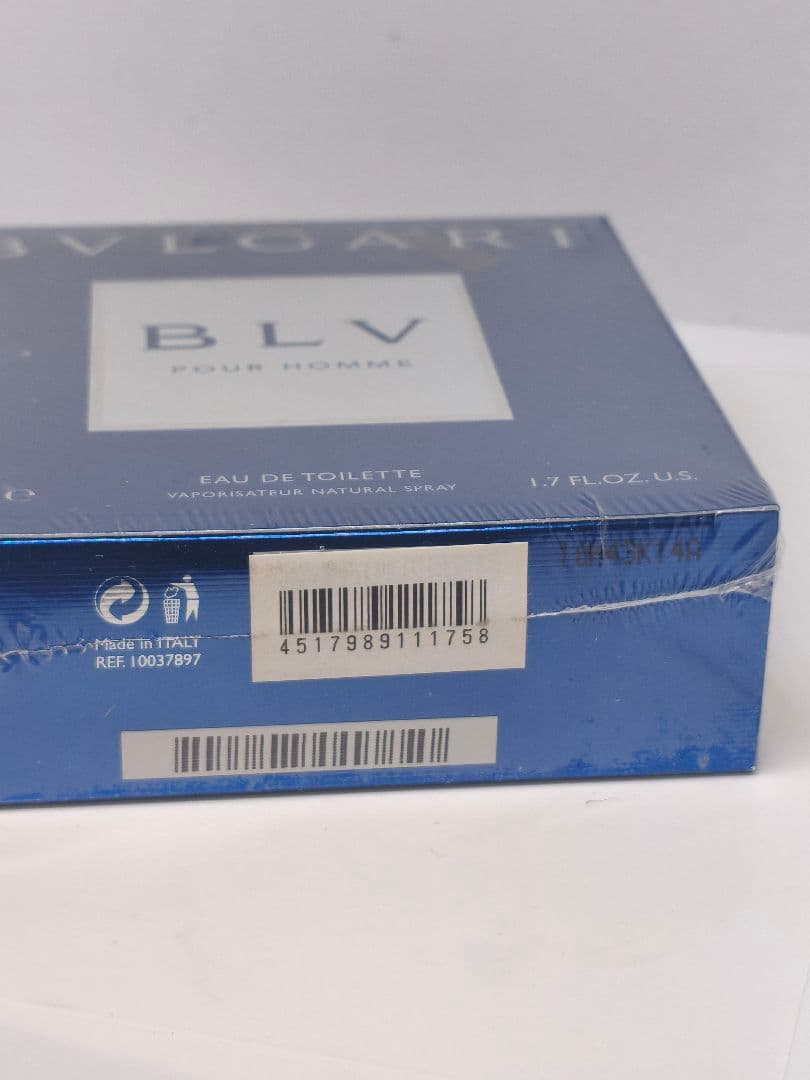 BVLGARI
BLV
POUR HOMME
EAU DE TOILETTE
VAPORISATEUR NATURAL SPRAY
1.7 FL.OZ. U.S.
e
Made in ITALY
REF. 10037897
4517989111758